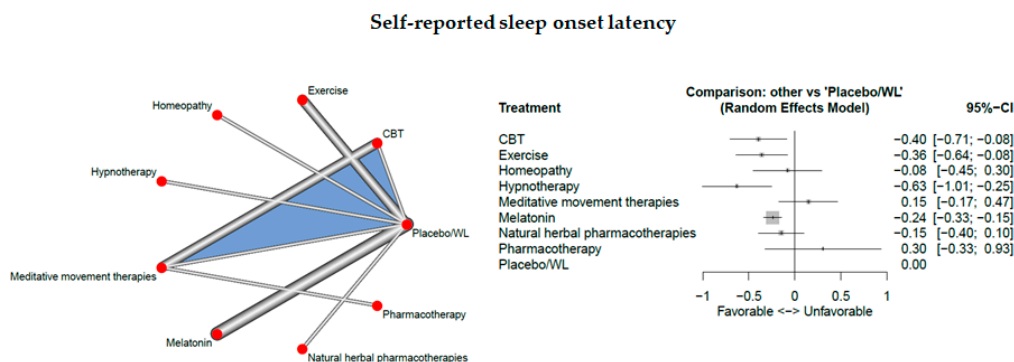 Self-reported sleep onset latency
Exercise
Homeopathy
CBT
Hypnotherapy
Placebo/WL
Meditative movement therapies
Pharmacotherapy
Melatonin
Natural herbal pharmacotherapies
Comparison: other vs 'Placebo/WL'
Treatment (Random Effects Model) 95%−CI
CBT −0.40 [−0.71; −0.08]
Exercise −0.36 [−0.64; −0.08]
Homeopathy −0.08 [−0.45; 0.30]
Hypnotherapy −0.63 [−1.01; −0.25]
Meditative movement therapies 0.15 [−0.17; 0.47]
Melatonin −0.24 [−0.33; −0.15]
Natural herbal pharmacotherapies −0.15 [−0.40; 0.10]
Pharmacotherapy 0.30 [−0.33; 0.93]
Placebo/WL 0.00
−1 −0.5 0 0.5 1
Favorable <−> Unfavorable